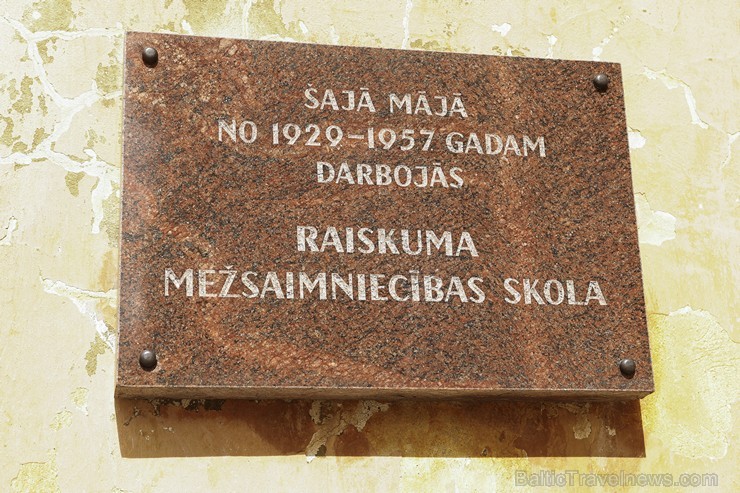 ŠAJĀ MĀJĀ
NO 1929-1957 GADAM
DARBOJĀS
RAISKUMA
MEŽSAIMNIECĪBAS SKOLA
BalticTravelnews.com